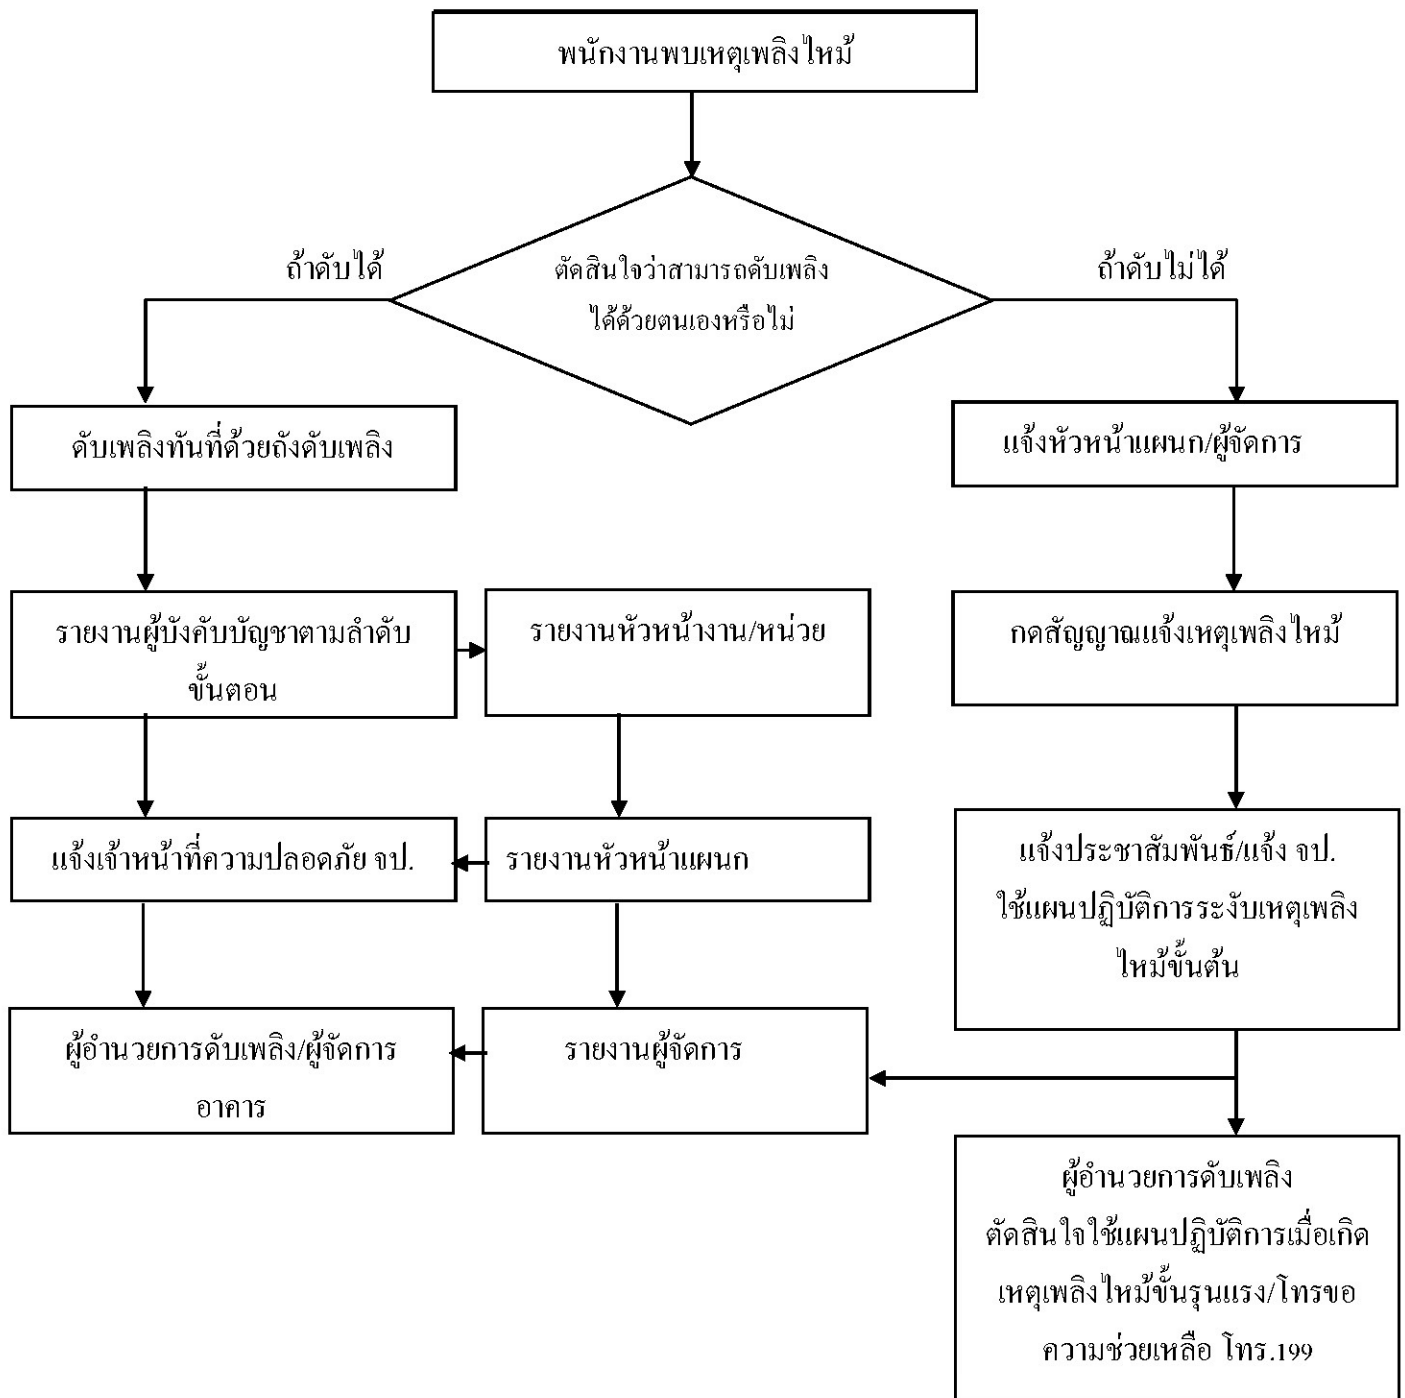 พนักงานพบเหตุเพลิงไหม้
ถ้าดับได้
ตัดสินใจว่าสามารถดับเพลิง
ได้ด้วยตนเองหรือไม่
ถ้าดับไม่ได้
ดับเพลิงทันที่ด้วยถังดับเพลิง
แจ้งหัวหน้าแผนก/ผู้จัดการ
รายงานผู้บังคับบัญชาตามลำดับ
ขั้นตอน
รายงานหัวหน้างาน/หน่วย
กดสัญญาณแจ้งเหตุเพลิงไหม้
แจ้งเจ้าหน้าที่ความปลอดภัย จป.
รายงานหัวหน้าแผนก
แจ้งประชาสัมพันธ์/แจ้ง จป.
ใช้แผนปฏิบัติการระงับเหตุเพลิง
ไหม้ขั้นต้น
ผู้อำนวยการดับเพลิง/ผู้จัดการ
อาคาร
รายงานผู้จัดการ
ผู้อำนวยการดับเพลิง
ตัดสินใจใช้แผนปฏิบัติการเมื่อเกิด
เหตุเพลิงไหม้ขั้นรุนแรง/โทรขอ
ความช่วยเหลือ โทร.199